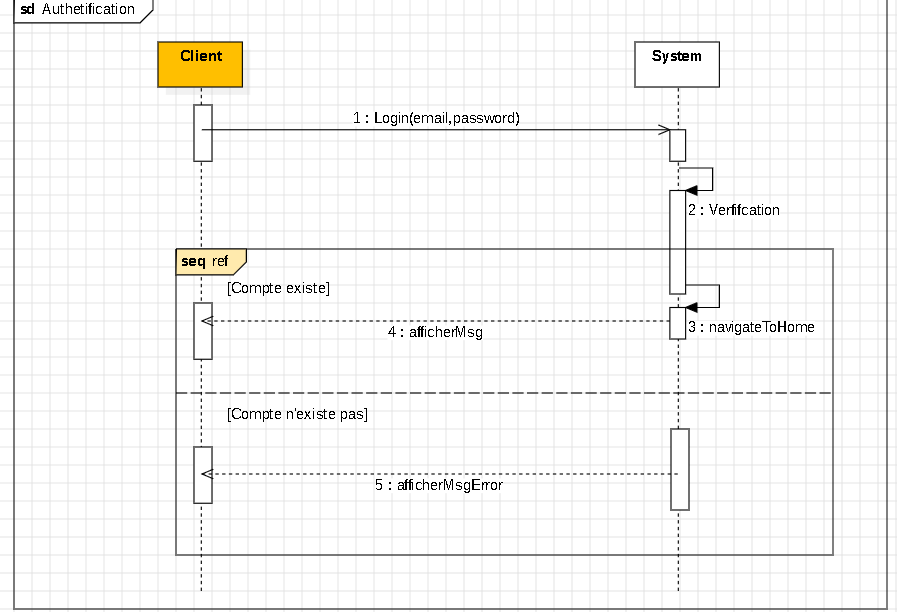 sd Authetification
Client
System
1 : Login(email,password)
2 : Verfifcation
seq ref
[Compte existe]
3 : navigateToHome
4 : afficherMsg
[Compte n'existe pas]
5 : afficherMsgError